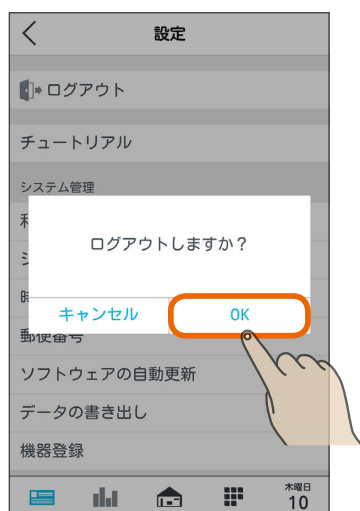 設定
ログアウト
チュートリアル
システム管理
ログアウトしますか？
キャンセル OK
郵便番号
ソフトウェアの自動更新
データの書き出し
機器登録
木曜日
10